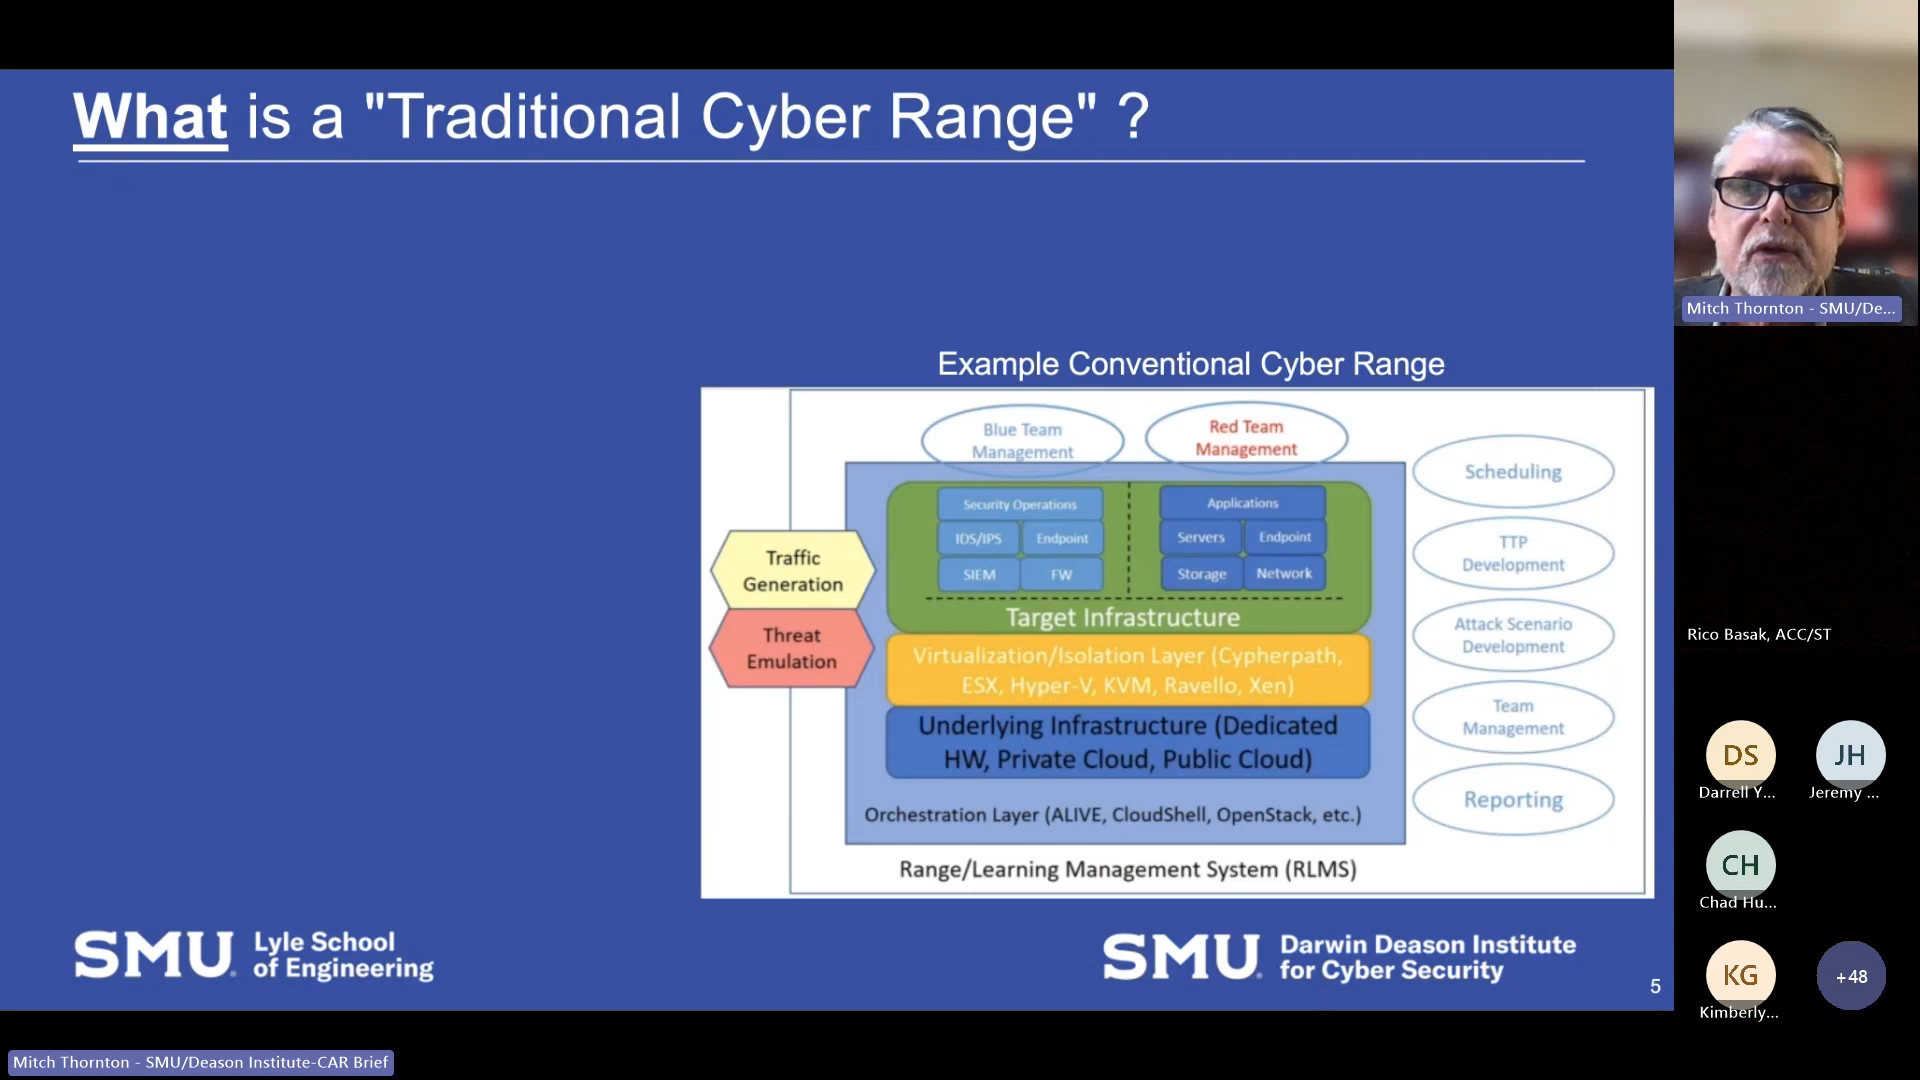 What is a "Traditional Cyber Range" ?
Example Conventional Cyber Range
Blue Team
Management
Red Team
Management
Scheduling
TTP
Development
Attack Scenario
Development
Team
Management
Reporting
Traffic
Generation
Threat
Emulation
Security Operations
IDS/IPS
Endpoint
SIEM
FW
Applications
Servers
Endpoint
Storage
Network
Target Infrastructure
Virtualization/Isolation Layer (Cypherpath,
ESX, Hyper-V, KVM, Ravello, Xen)
Underlying Infrastructure (Dedicated
HW, Private Cloud, Public Cloud)
Orchestration Layer (ALIVE, CloudShell, OpenStack, etc.)
Range/Learning Management System (RLMS)
SMU®
Lyle School
of Engineering
SMU®
Darwin Deason Institute
for Cyber Security
5
Mitch Thornton - SMU/De...
Rico Basak, ACC/ST
DS
Darrell Y...
JH
Jeremy ...
CH
Chad Hu...
KG
Kimberly...
+48
Mitch Thornton - SMU/Deason Institute-CAR Brief